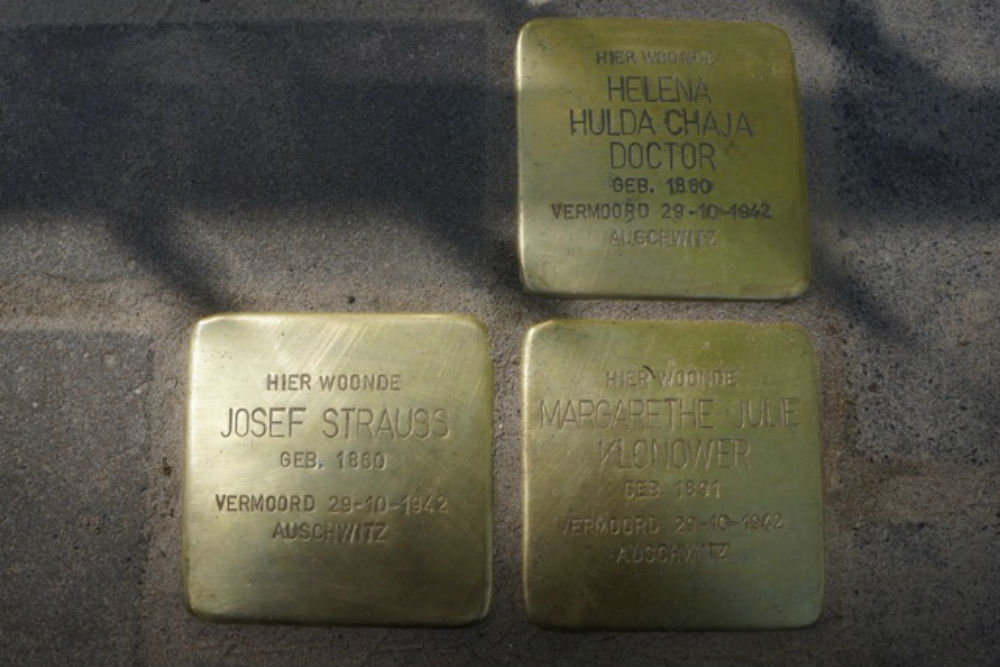 HIER WOONDE
HELENA
HULDA CHAJA
DOCTOR
GEB. 1860
VERMOORD 29-10-1942
AUSCHWITZ
HIER WOONDE
JOSEF STRAUSS
GEB. 1860
VERMOORD 29-10-1942
AUSCHWITZ
HIER WOONDE
MARGARETHE JULIE
KLONOWER
GEB 1891
VERMOORD 29-10-1942
AUSCHWITZ